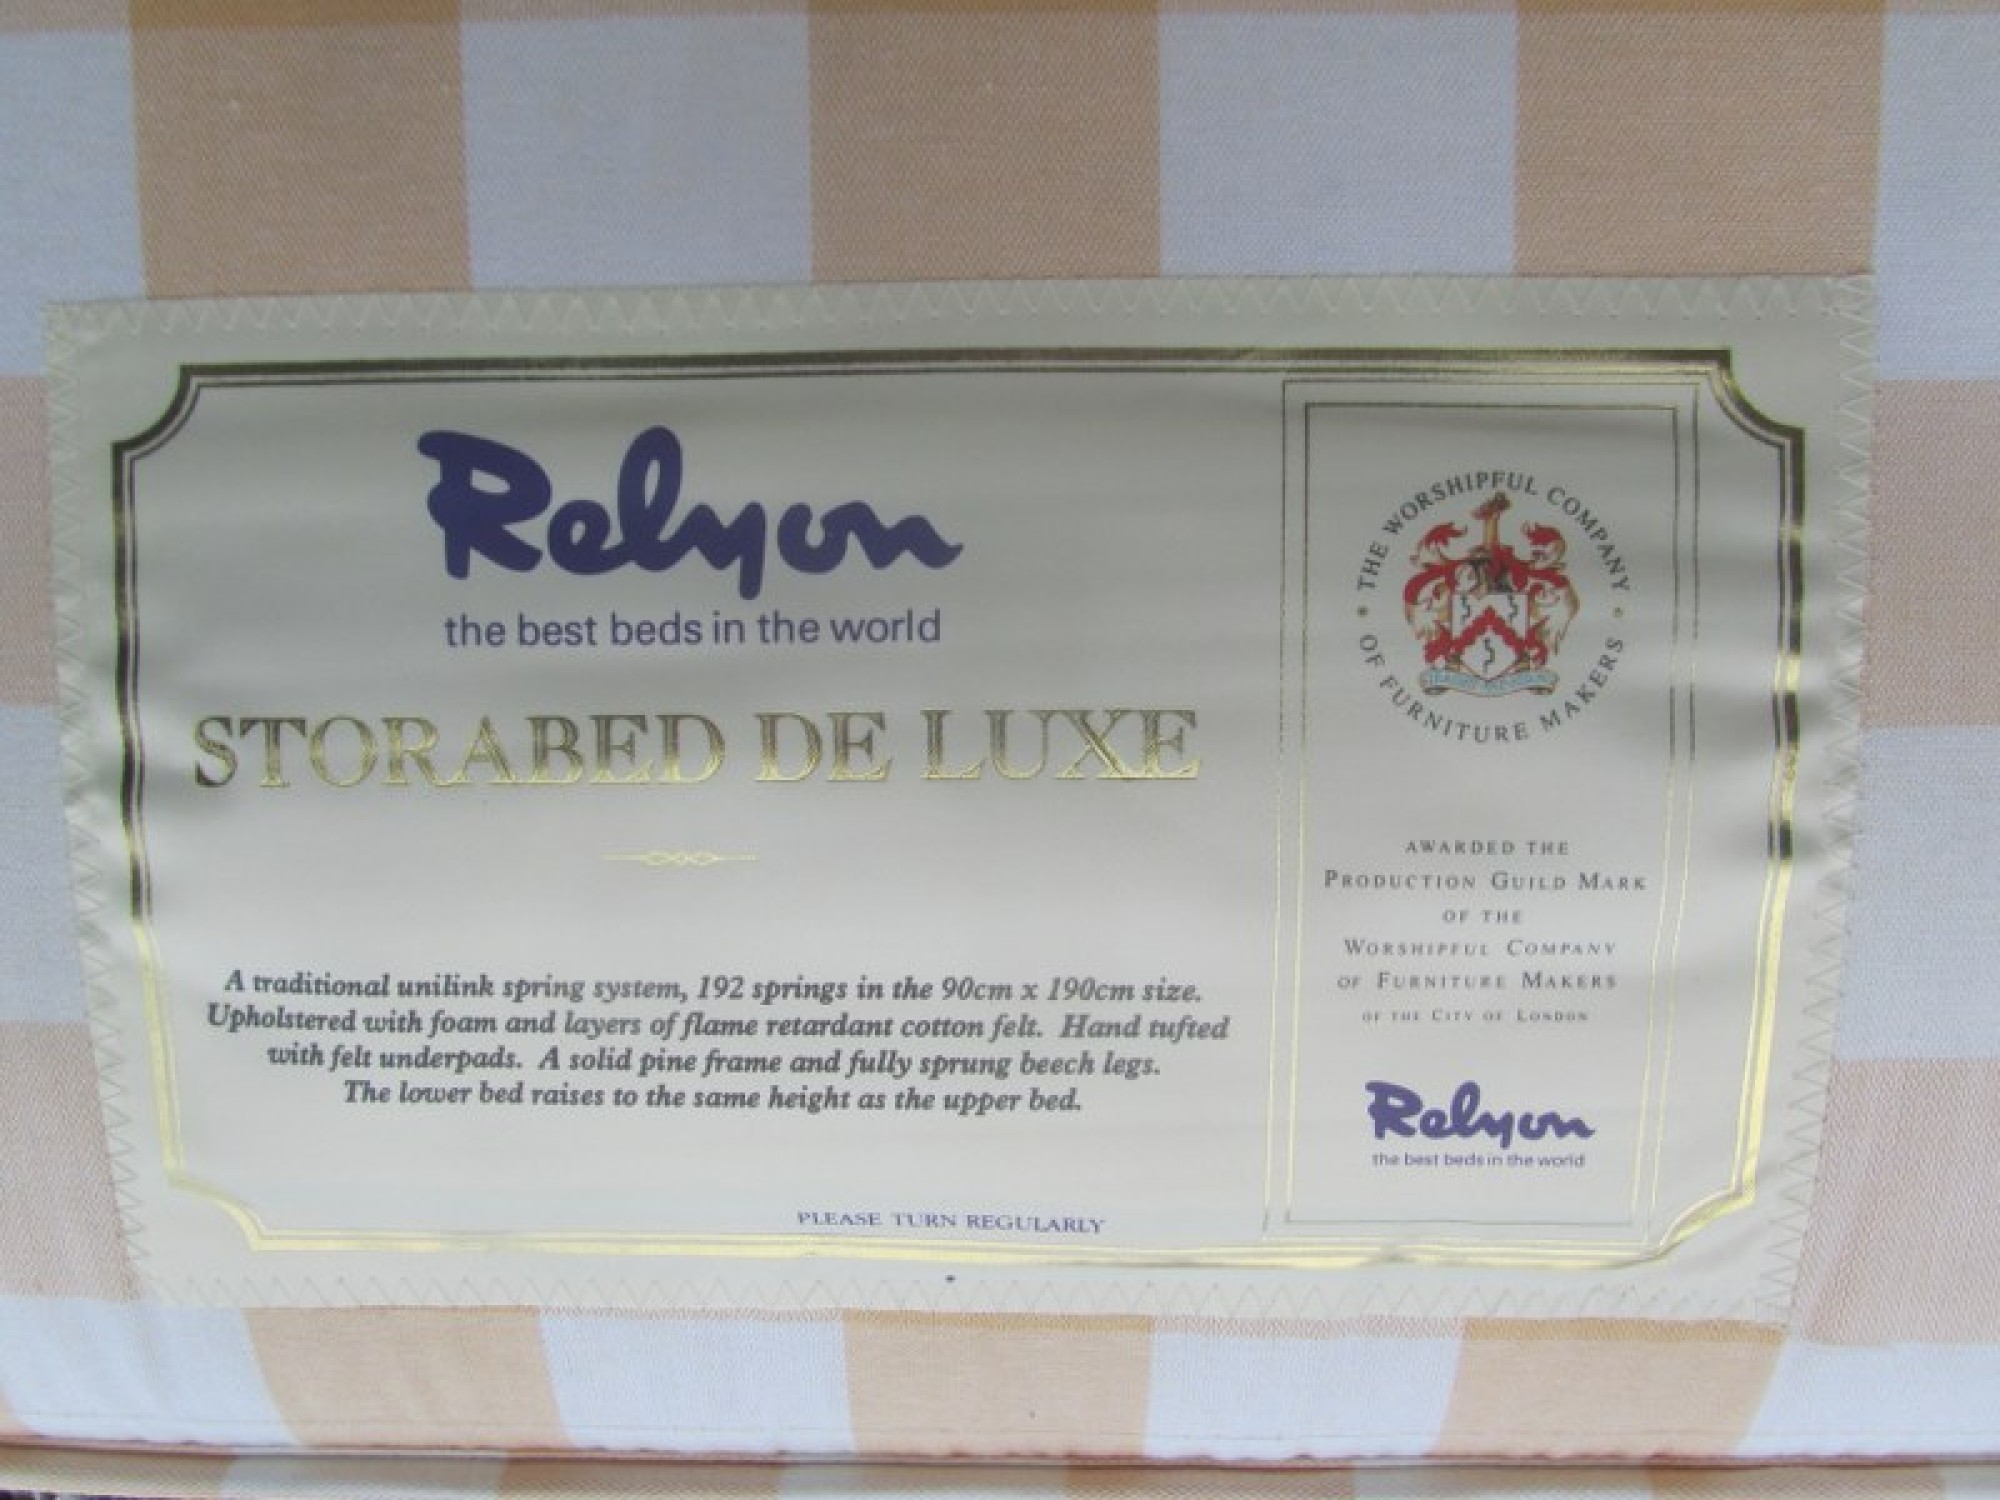 Relyon
the best beds in the world
STORABED DE LUXE
A traditional unilink spring system, 192 springs in the 90cm x 190cm size.
Upholstered with foam and layers of flame retardant cotton felt. Hand tufted
with felt underpads. A solid pine frame and fully sprung beech legs.
The lower bed raises to the same height as the upper bed.
PLEASE TURN REGULARLY
THE WORSHIPFUL COMPANY
* OF FURNITURE MAKERS *
AWARDED THE
PRODUCTION GUILD MARK
OF THE
WORSHIPFUL COMPANY
OF FURNITURE MAKERS
OF THE CITY OF LONDON
Relyon
the best beds in the world